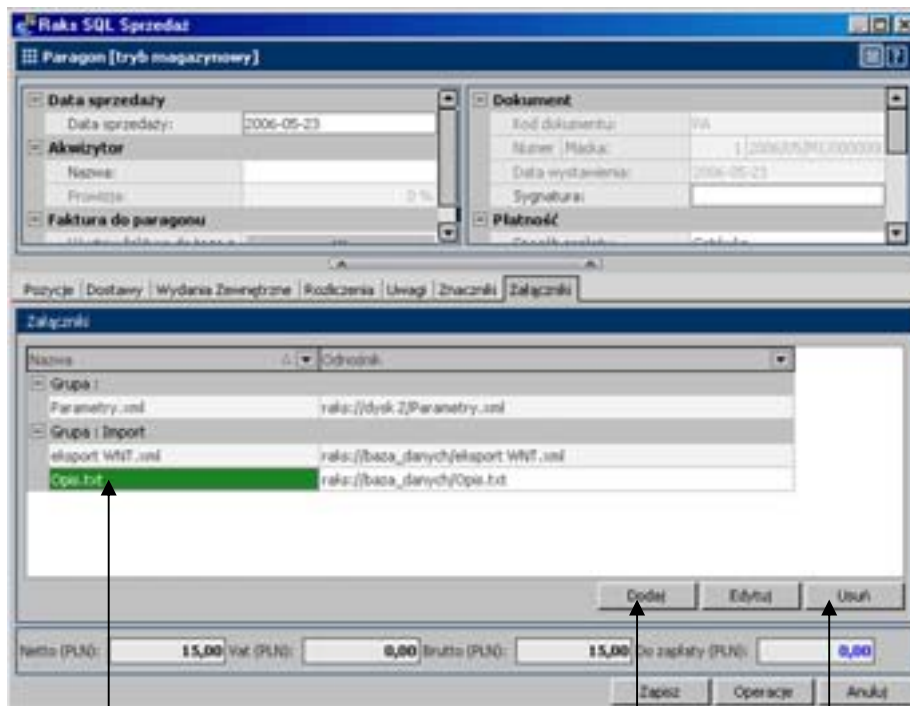 Raks SQL Sprzedaż
Paragon [tryb magazynowy]
Data sprzedaży
Data sprzedaży: 2006-05-23
Akwizytor
Nazwa:
Prowizja: 0 %
Faktura do paragonu
Dokument
Kod dokumentu: PA
Numer Maska: 1
Data wystawienia: 2006-05-23
Sygnatura:
Płatność
Pozycje Dostawy Wydania Zewnętrzne Rozliczenia Uwagi Znaczniki Załączniki
Załączniki
Nazwa Odnośnik
Grupa :
Parametry.xml raks://dysk Z/Parametry.xml
Grupa : Import
eksport WNT.xml raks://baza_danych/eksport WNT.xml
Opis.txt raks://baza_danych/Opis.txt
Dodaj Edytuj Usuń
Netto (PLN): 15,00 Vat (PLN): 0,00 Brutto (PLN): 15,00 Do zapłaty (PLN): 0,00
Zapisz Operacje Anuluj